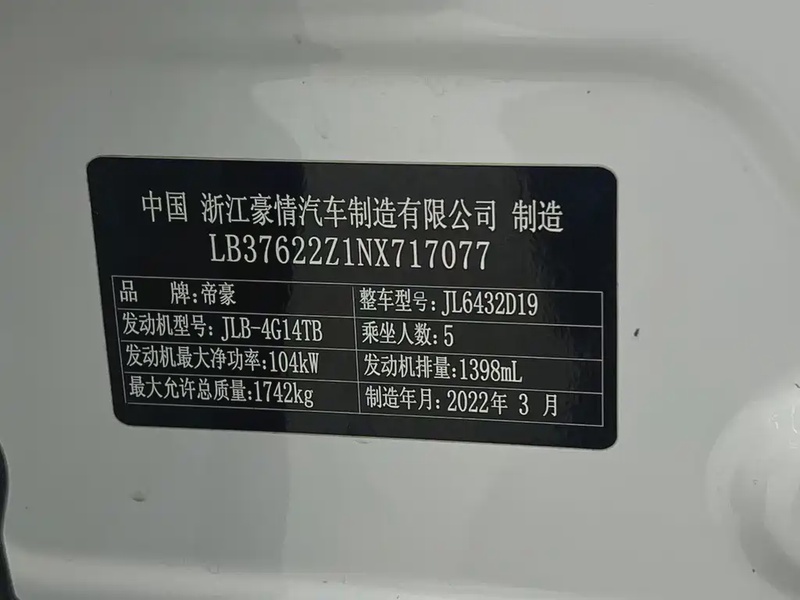 中国 浙江豪情汽车制造有限公司 制造
LB37622Z1NX717077
品 牌:帝豪 整车型号:JL6432D19
发动机型号:JLB-4G14TB 乘坐人数:5
发动机最大净功率:104kW 发动机排量:1398mL
最大允许总质量:1742kg 制造年月:2022年 3 月